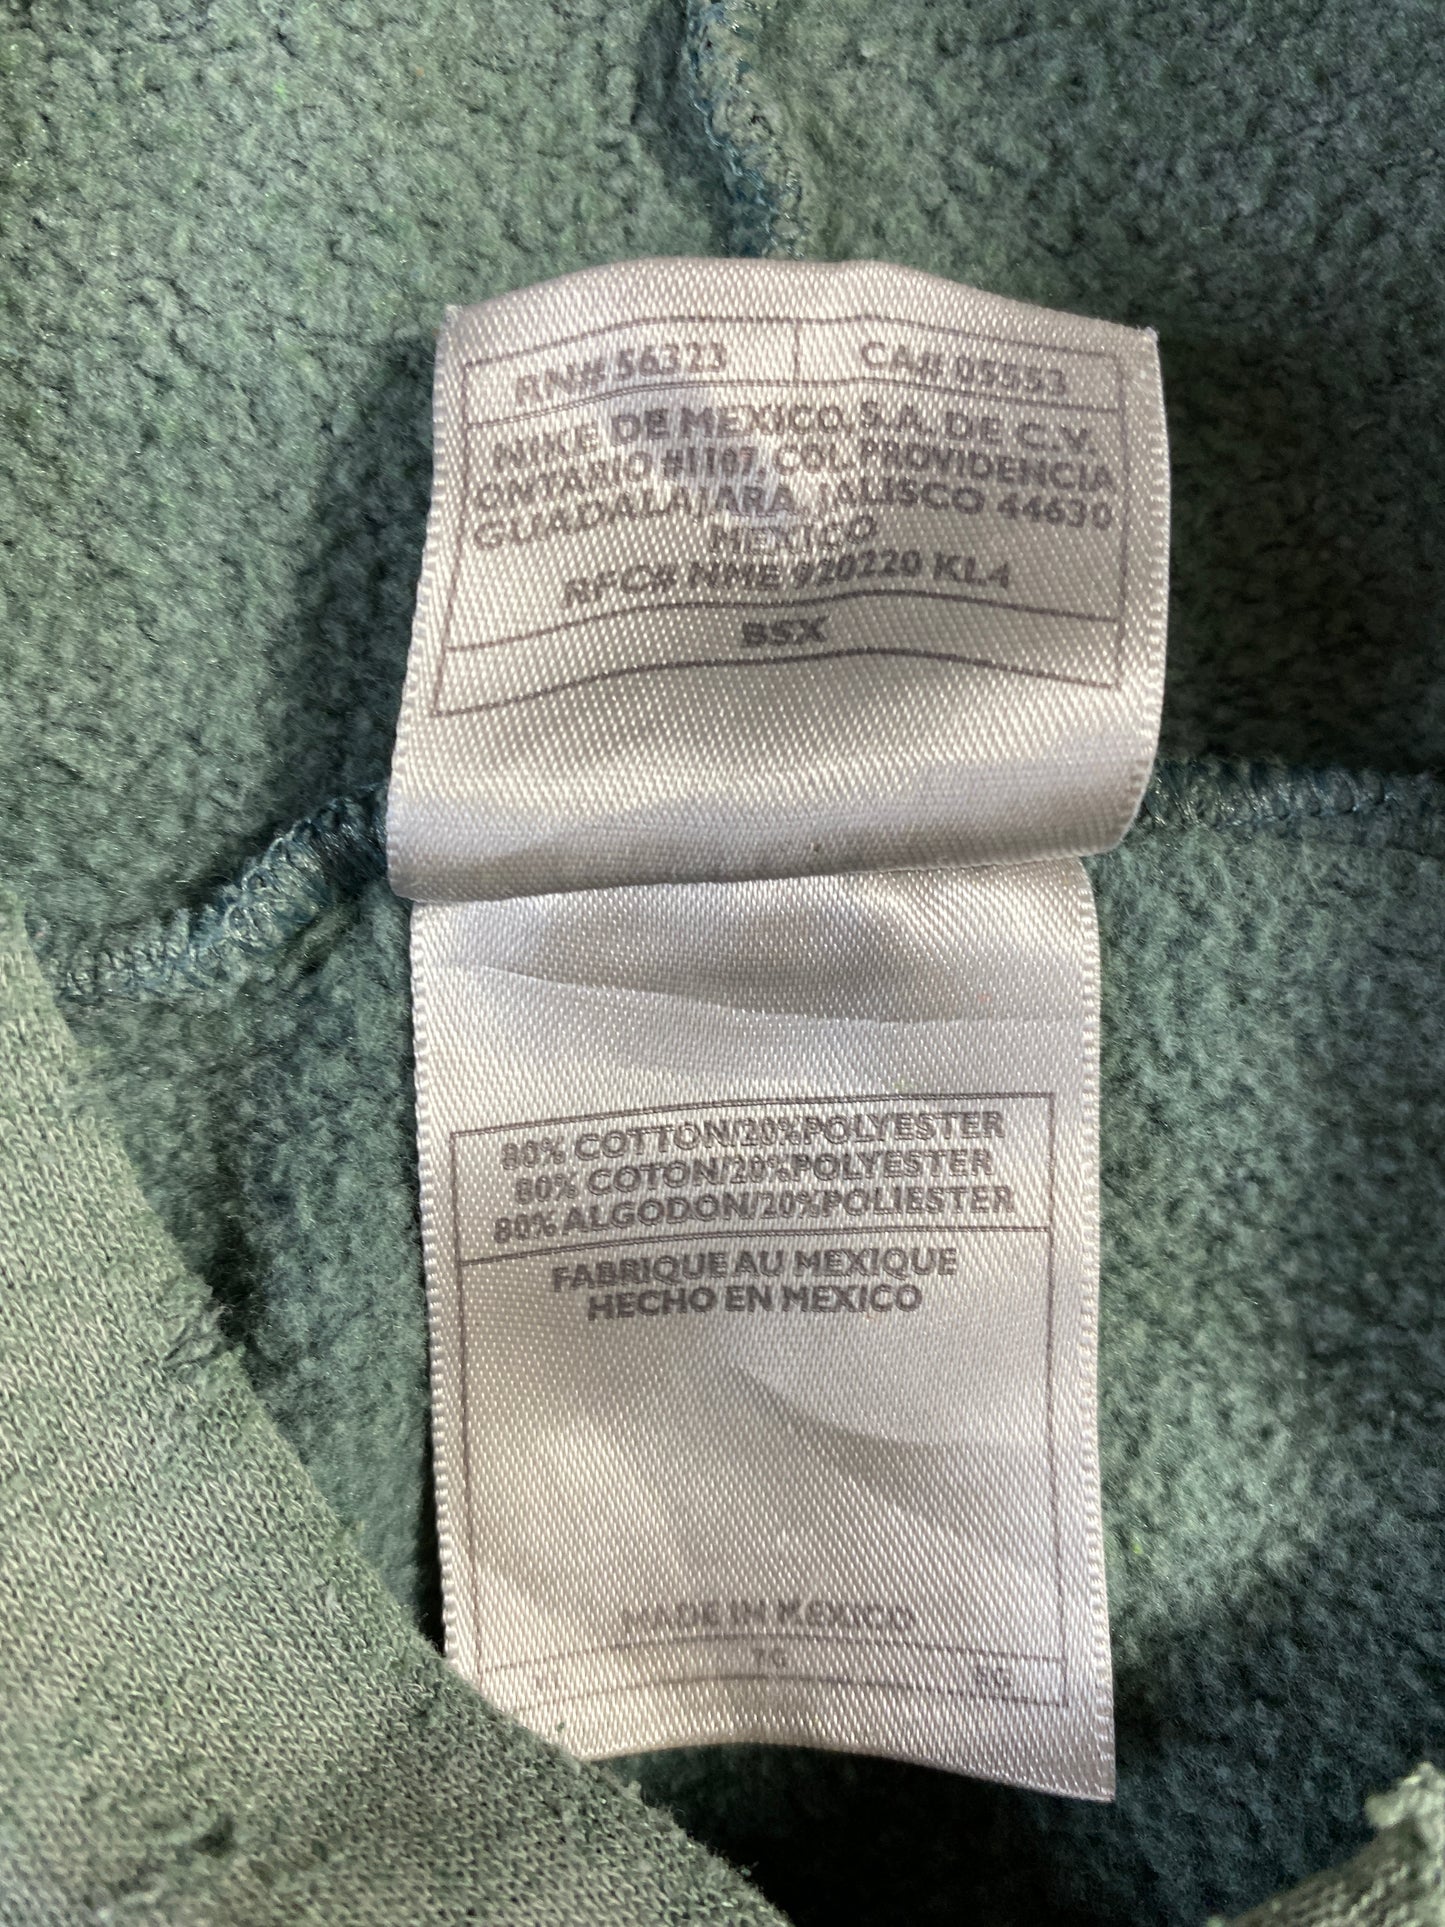 RN# 56323 CA# 05553
NIKE DE MEXICO, S.A. DE C.V.
ONTARIO #1107, COL. PROVIDENCIA
GUADALAJARA, JALISCO 44630
MEXICO
RFC# NME 920220 KL4
BSX
80% COTTON/20%POLYESTER
80% COTON/20%POLYESTER
80% ALGODON/20%POLIESTER
FABRIQUE AU MEXIQUE
HECHO EN MEXICO
MADE IN MEXICO
TG EG